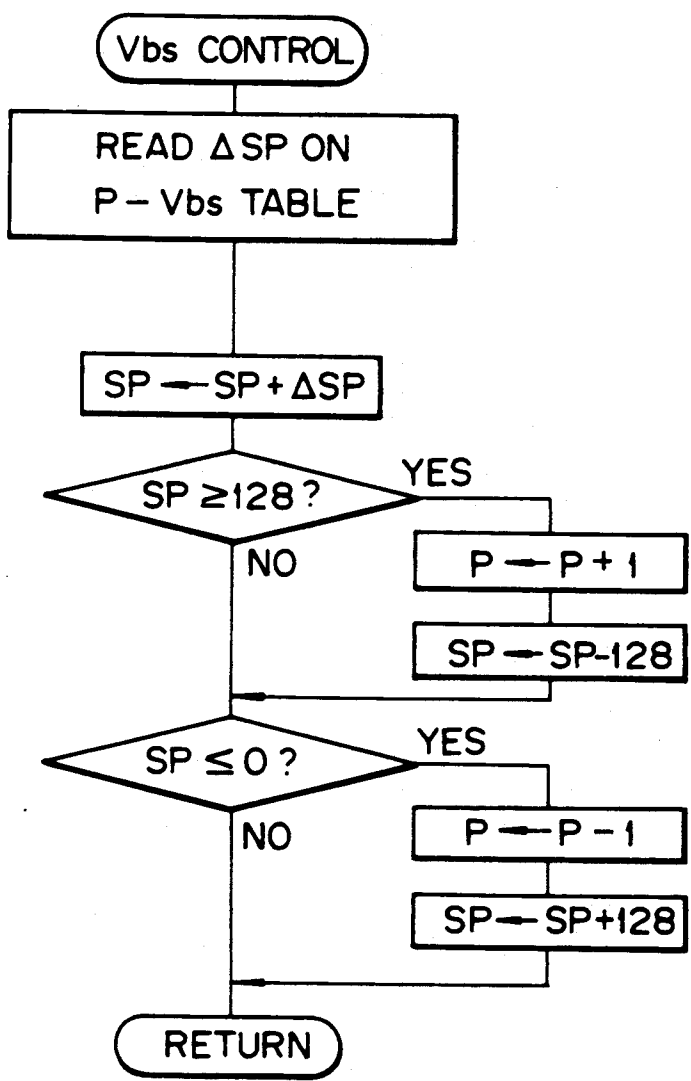 Vbs CONTROL
READ ΔSP ON
P – Vbs TABLE
SP ← SP + ΔSP
SP ≥ 128 ?
YES
NO
P ← P + 1
SP ← SP-128
SP ≤ 0 ?
YES
NO
P ← P - 1
SP ← SP+128
RETURN